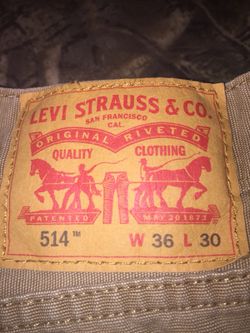 LEVI STRAUSS & CO.
SAN FRANCISCO
CAL.
ORIGINAL RIVETED
QUALITY CLOTHING
PATENTED MAY 20 1873
514™ W 36 L 30